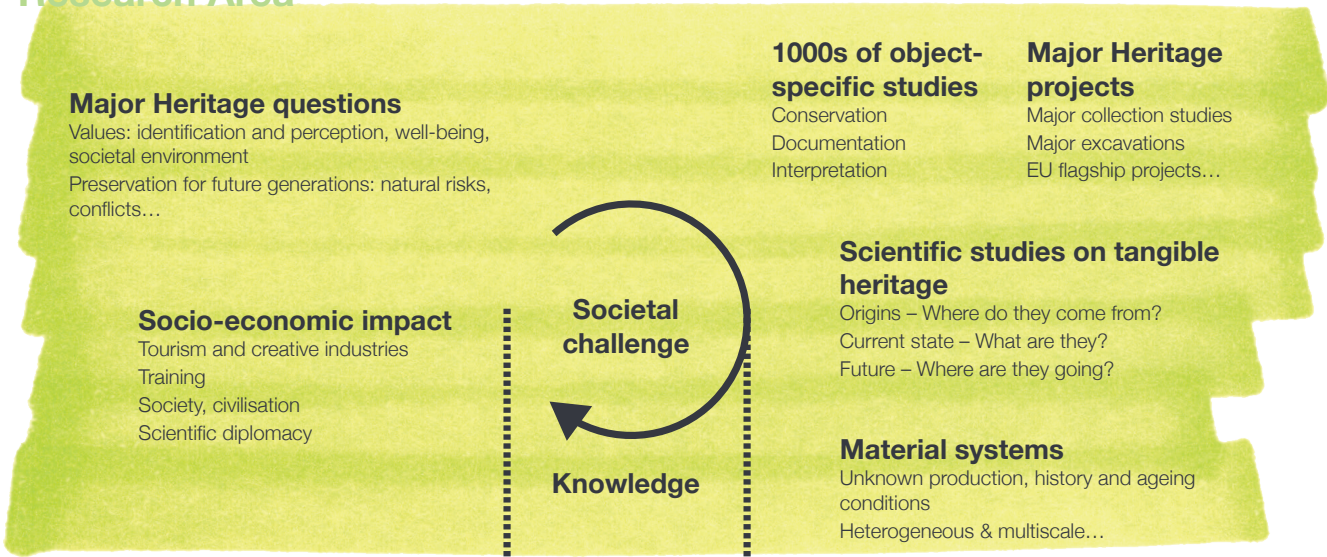 Research Area
Major Heritage questions
Values: identification and perception, well-being,
societal environment
Preservation for future generations: natural risks,
conflicts…
Socio-economic impact
Tourism and creative industries
Training
Society, civilisation
Scientific diplomacy
Societal
challenge
Knowledge
1000s of object-
specific studies
Conservation
Documentation
Interpretation
Major Heritage
projects
Major collection studies
Major excavations
EU flagship projects…
Scientific studies on tangible
heritage
Origins – Where do they come from?
Current state – What are they?
Future – Where are they going?
Material systems
Unknown production, history and ageing
conditions
Heterogeneous & multiscale…